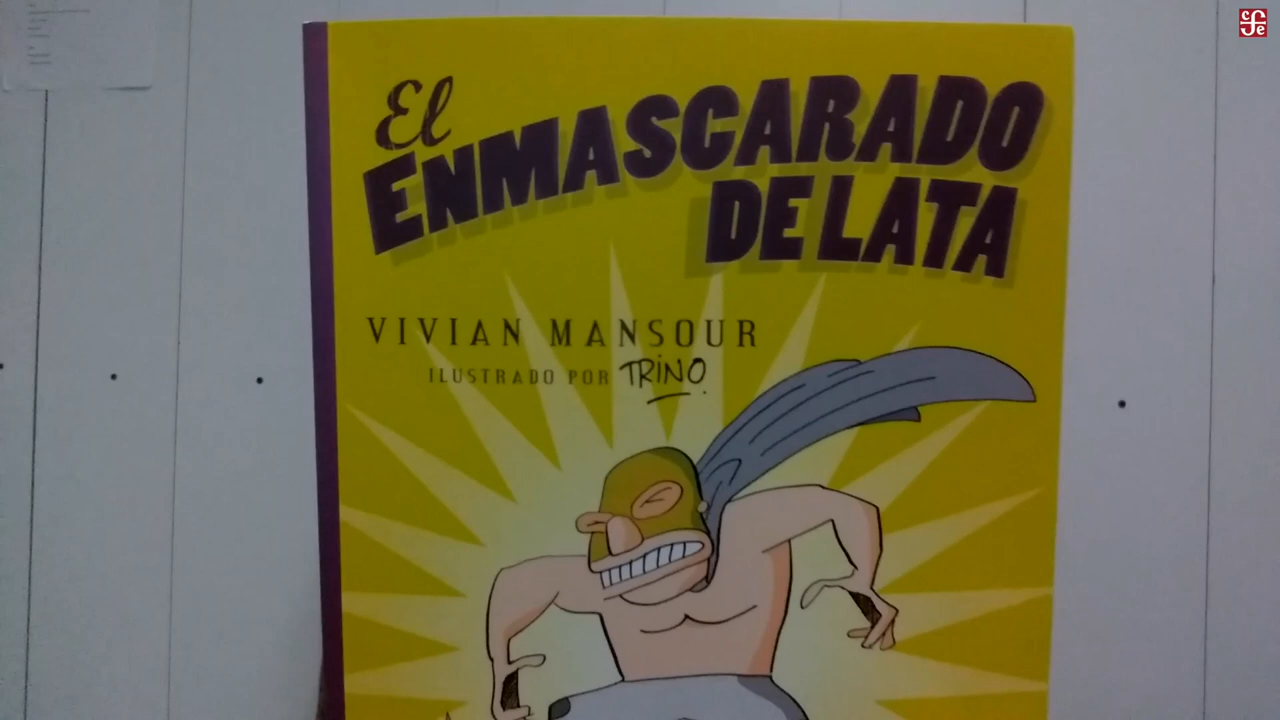 El
ENMASCARADO
DE LATA
VIVIAN MANSOUR
ILUSTRADO POR TRINO.